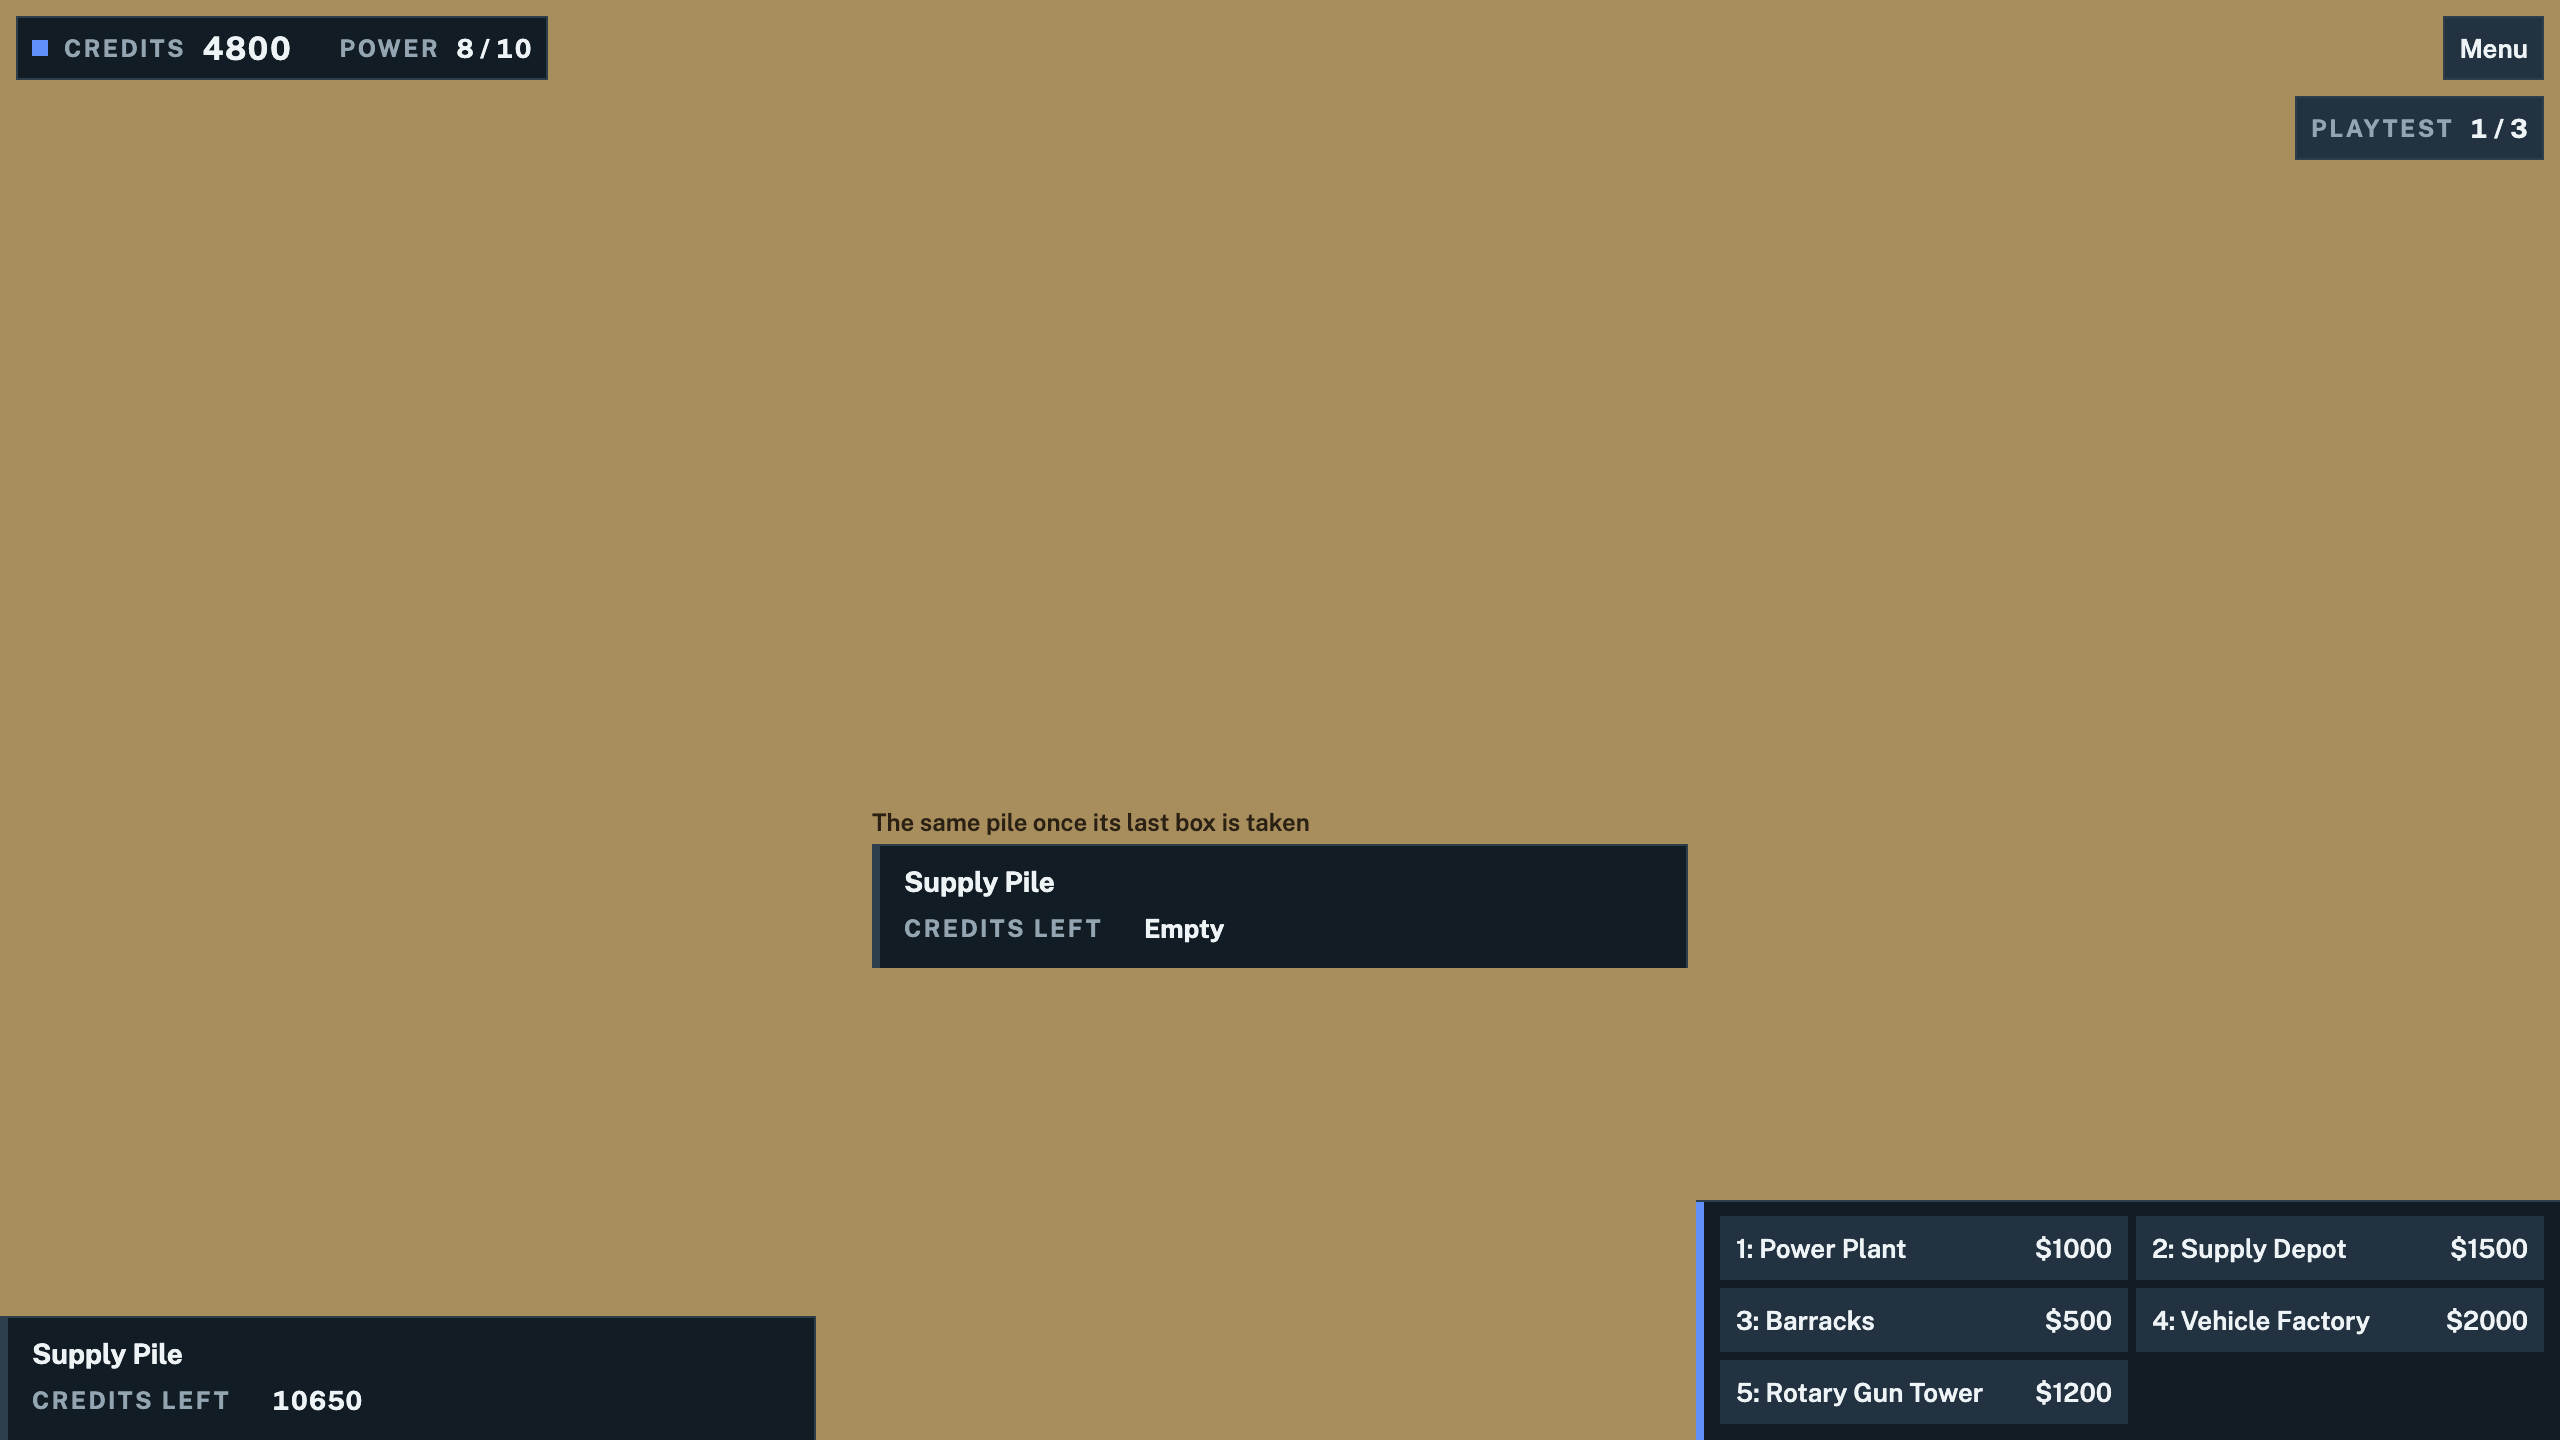 CREDITS 4800 POWER 8 / 10
Menu
PLAYTEST 1 / 3
The same pile once its last box is taken
Supply Pile
CREDITS LEFT Empty
Supply Pile
CREDITS LEFT 10650
1: Power Plant $1000
2: Supply Depot $1500
3: Barracks $500
4: Vehicle Factory $2000
5: Rotary Gun Tower $1200